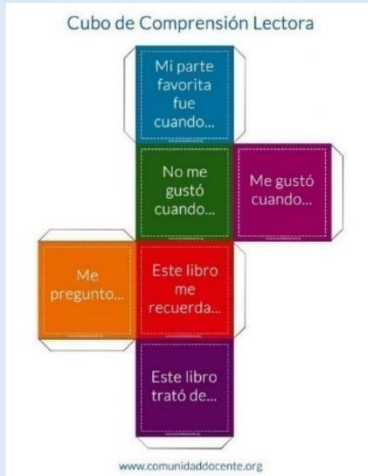 Cubo de Comprensión Lectora
Mi parte
favorita
fue
cuando...
No me
gustó
cuando...
Me gustó
cuando...
Me
pregunto...
Este libro
me
recuerda...
Este libro
trató de...
www.comunidaddocente.org